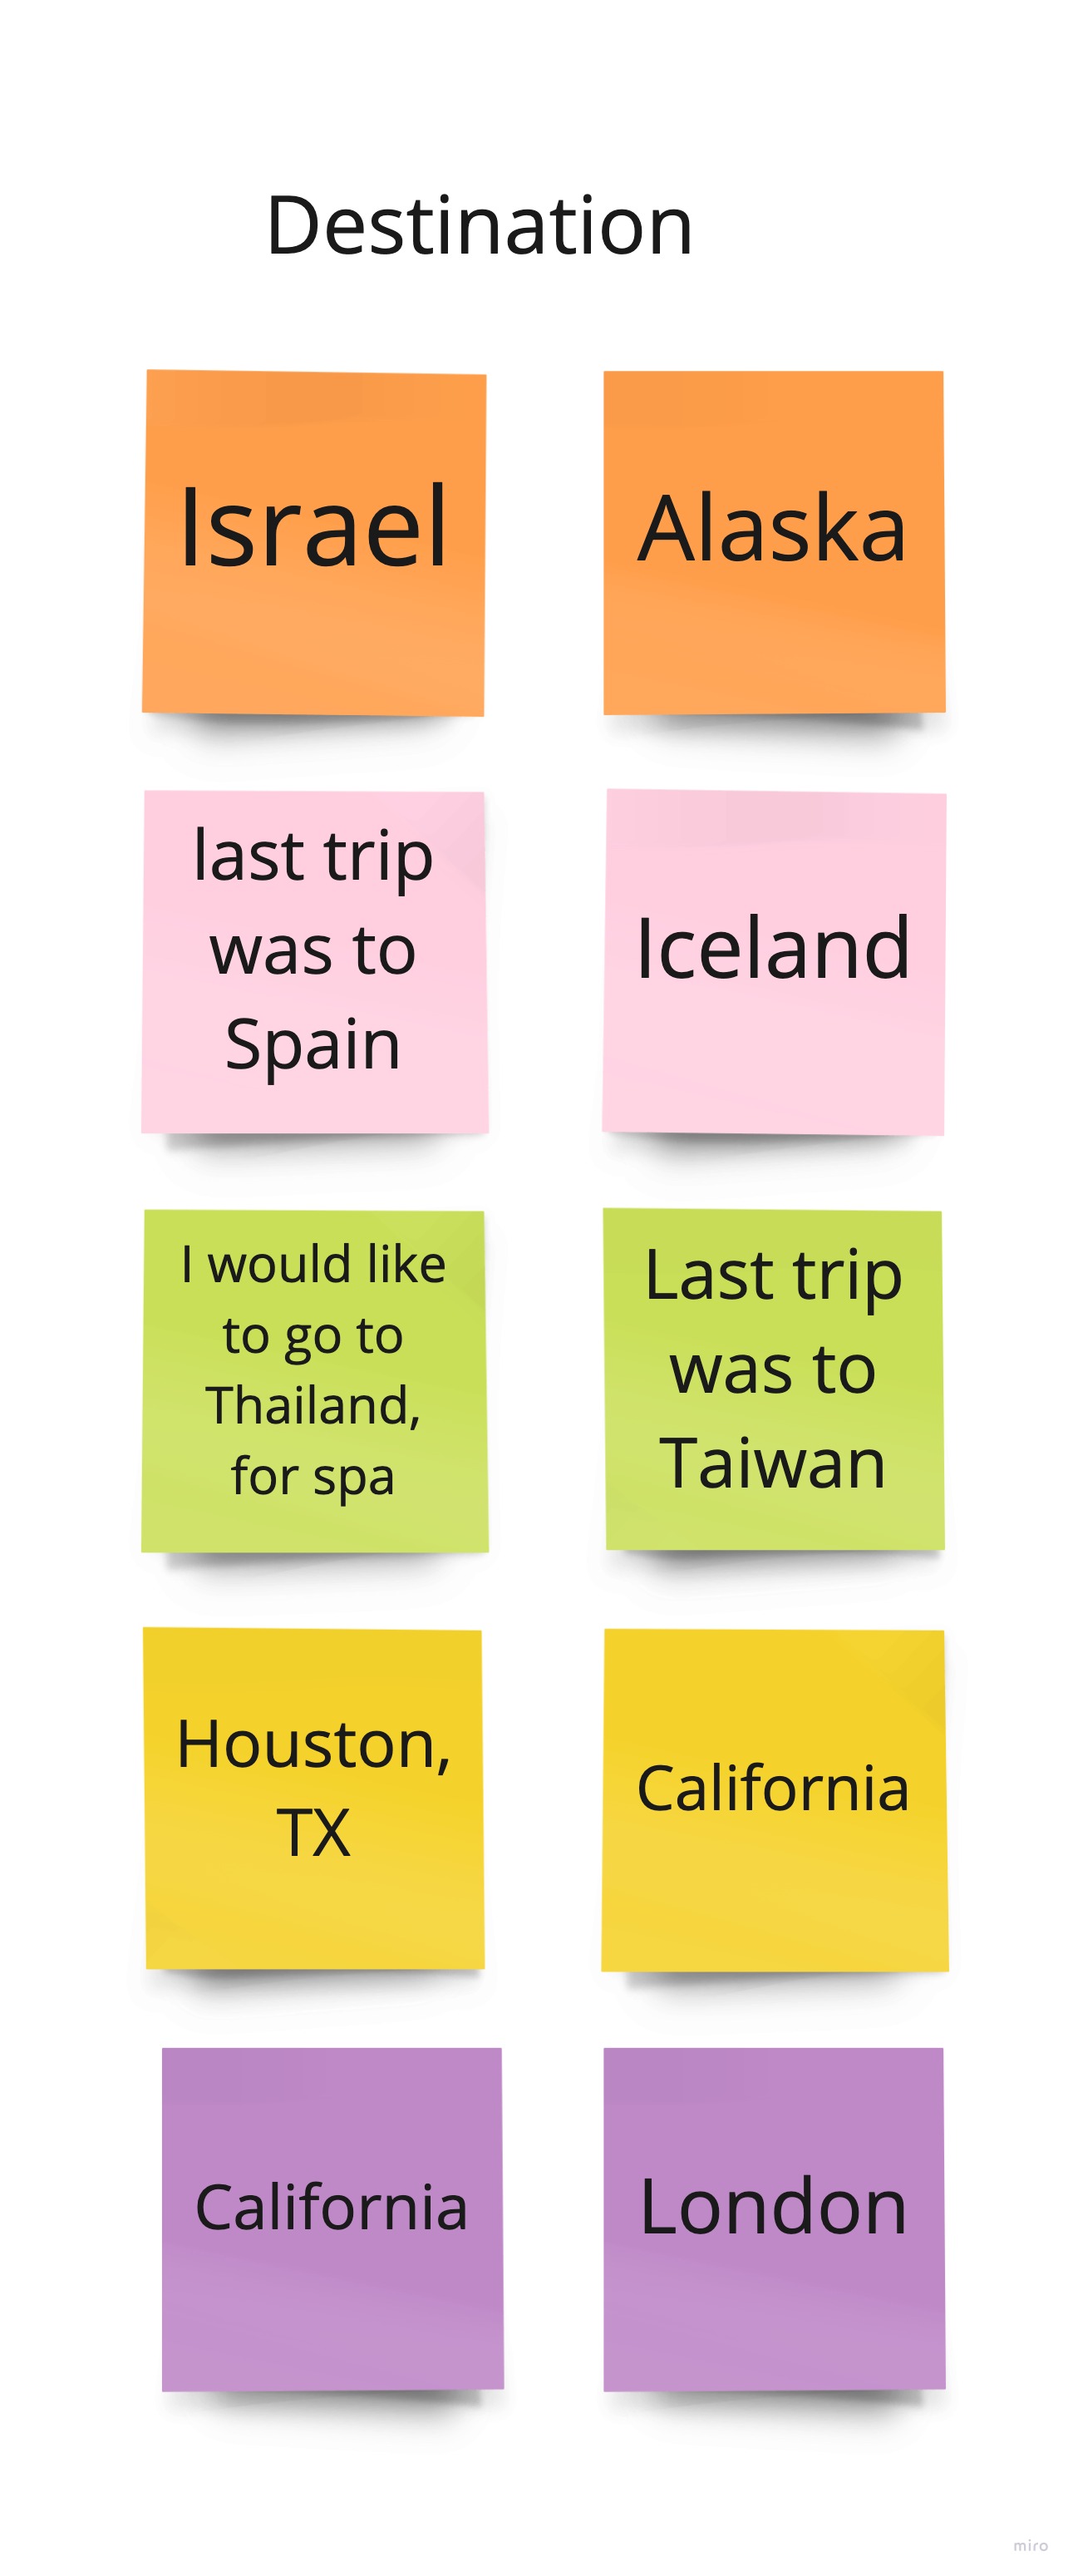 Destination
Israel
Alaska
last trip
was to
Spain
Iceland
I would like
to go to
Thailand,
for spa
Last trip
was to
Taiwan
Houston,
TX
California
California
London
miro